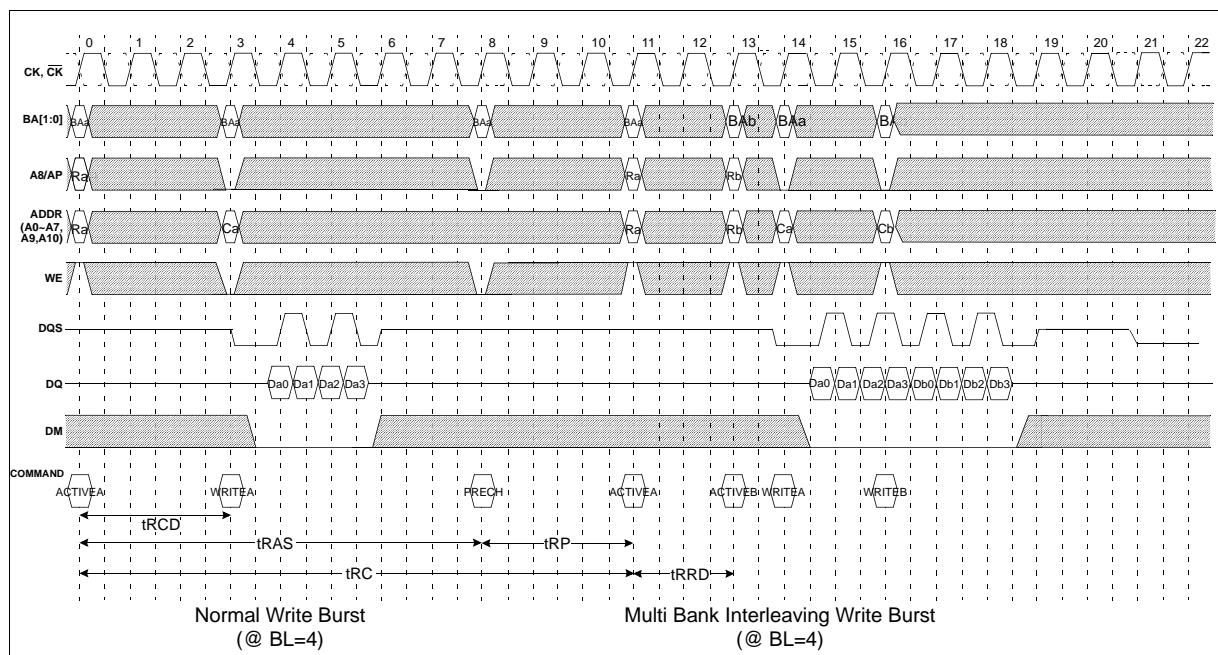 0 1 2 3 4 5 6 7 8 9 10 11 12 13 14 15 16 17 18 19 20 21 22
CK, CK
BA[1:0] BAa BAa BAa BAa BAb BAa BA
A8/AP Ra Ra Rb
ADDR
(A0~A7,
A9,A10)
Ra Ca Ra Rb Ca Cb
WE
DQS
DQ Da0 Da1 Da2 Da3 Da0 Da1 Da2 Da3 Db0 Db1 Db2 Db3
DM
COMMAND
ACTIVEA WRITEA PRECH ACTIVEA ACTIVEB WRITEA WRITEB
tRCD
tRAS tRP
tRC tRRD
Normal Write Burst Multi Bank Interleaving Write Burst
(@ BL=4) (@ BL=4)